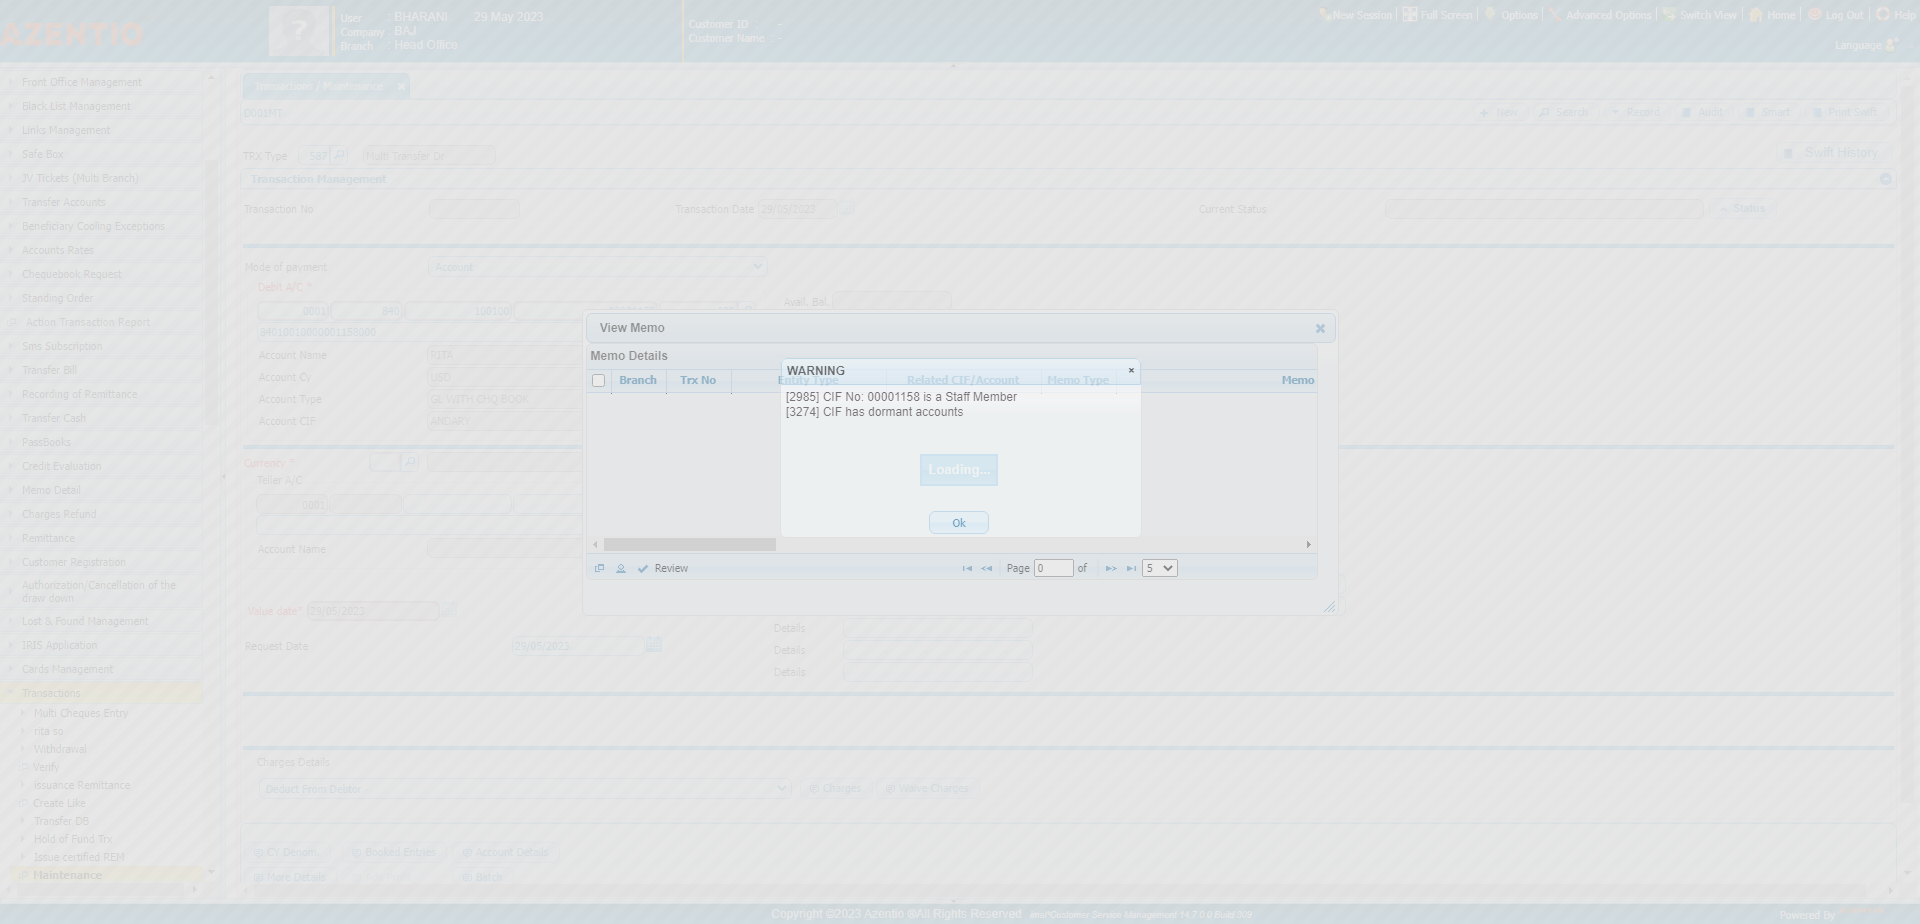 AZENTIO
User BHARANI 29 May 2023
Company BAJ
Branch Head Office
Customer ID -
Customer Name -
New Session Full Screen Options Advanced Options Switch View Home Log Out Help
Language
Front Office Management
Black List Management
Links Management
Safe Box
JV Tickets (Multi Branch)
Transfer Accounts
Beneficiary Cooling Exceptions
Accounts Rates
Chequebook Request
Standing Order
Action Transaction Report
Sms Subscription
Transfer Bill
Recording of Remittance
Transfer Cash
PassBooks
Credit Evaluation
Memo Detail
Charges Refund
Remittance
Customer Registration
Authorization/Cancellation of the
draw down
Lost & Found Management
IRIS Application
Cards Management
Transactions
Multi Cheques Entry
rita so
Withdrawal
Verify
issuance Remittance
Create Like
Transfer DB
Hold of Fund Trx
Issue certified REM
Maintenance
Transactions / Maintenance
D001MT
New Search Record Audit Smart Print Swift
TRX Type 587 Multi Transfer Dr
Swift History
Transaction Management
Transaction No Transaction Date 29/05/2023 Current Status Status
Mode of payment Account
Debit A/C *
0001 840 100100
Avail. Bal.
Account Name RITA
Account Cy USD
Account Type GL WITH CHQ BOOK
Account CIF ANDARY
Currency *
Teller A/C
0001
Account Name
Value date* 29/05/2023
Request Date 29/05/2023
Details
Details
Details
Charges Details
Deduct From Debtor Charges Waive Charges
CY Denom. Booked Entries Account Details
More Details Batch
View Memo
Memo Details
Branch Trx No Entity Type Related CIF/Account Memo Type Memo
WARNING
[2985] CIF No: 00001158 is a Staff Member
[3274] CIF has dormant accounts
Loading...
Ok
Review Page 0 of 5
Copyright ©2023 Azentio ®All Rights Reserved
Powered By